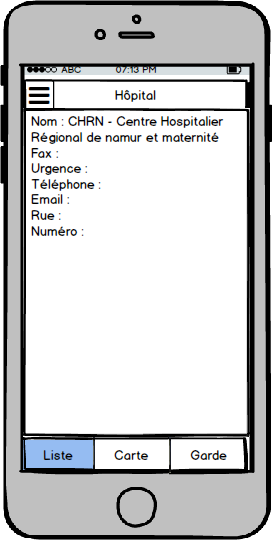 ABC 07:13 PM
Hôpital
Nom : CHRN - Centre Hospitalier
Régional de namur et maternité
Fax :
Urgence :
Téléphone :
Email :
Rue :
Numéro :
Liste Carte Garde